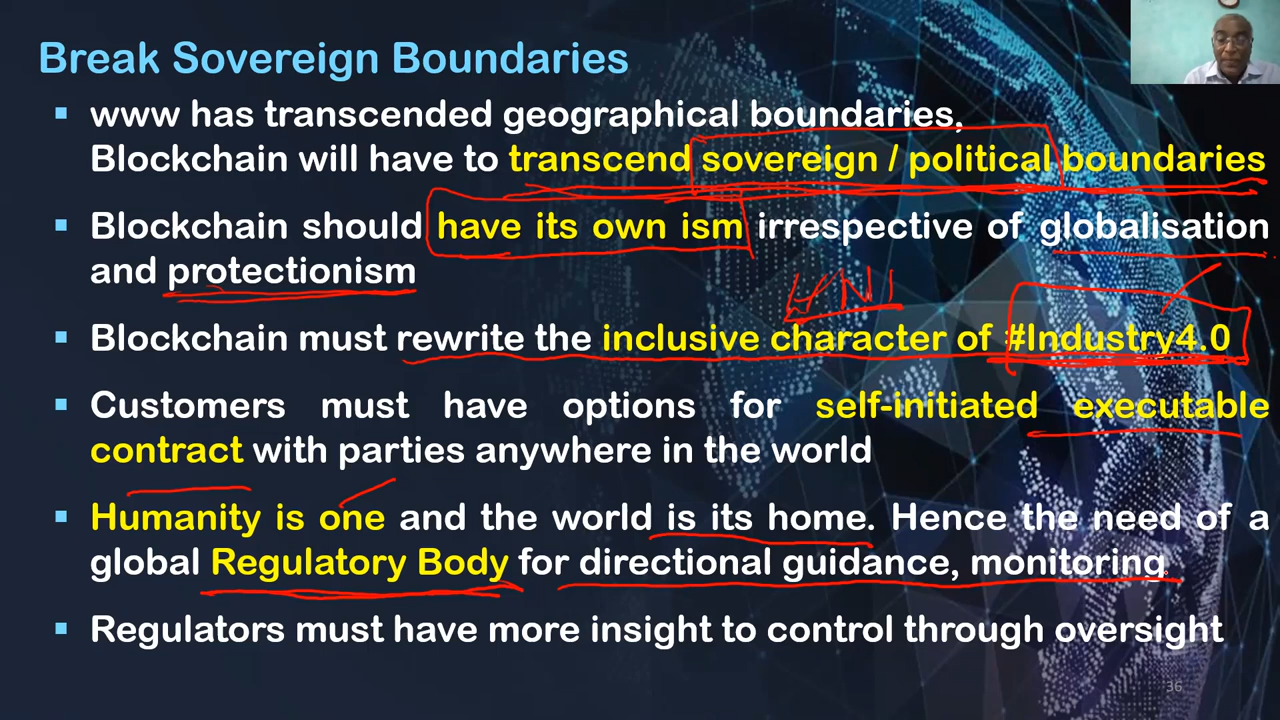 Break Sovereign Boundaries
▪ www has transcended geographical boundaries,
Blockchain will have to transcend sovereign / political boundaries
▪ Blockchain should have its own ism irrespective of globalisation
and protectionism
HNI
▪ Blockchain must rewrite the inclusive character of #Industry4.0
▪ Customers must have options for self-initiated executable
contract with parties anywhere in the world
▪ Humanity is one and the world is its home. Hence the need of a
global Regulatory Body for directional guidance, monitoring
▪ Regulators must have more insight to control through oversight
36